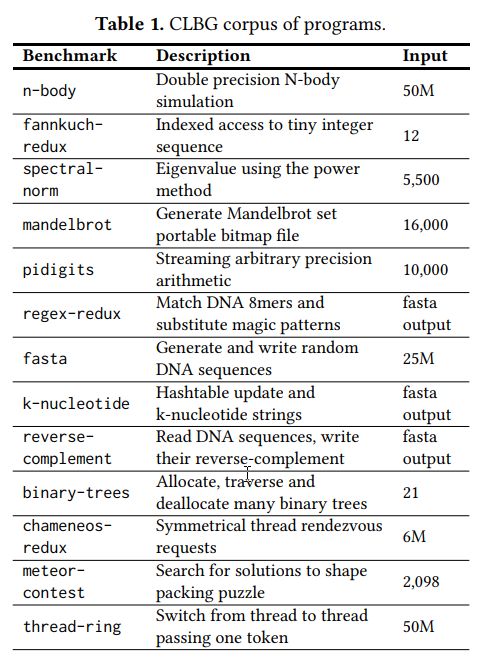 Table 1. CLBG corpus of programs.
Benchmark Description Input
n-body Double precision N-body simulation 50M
fannkuch-redux Indexed access to tiny integer sequence 12
spectral-norm Eigenvalue using the power method 5,500
mandelbrot Generate Mandelbrot set portable bitmap file 16,000
pidigits Streaming arbitrary precision arithmetic 10,000
regex-redux Match DNA 8mers and substitute magic patterns fasta output
fasta Generate and write random DNA sequences 25M
k-nucleotide Hashtable update and k-nucleotide strings fasta output
reverse-complement Read DNA sequences, write their reverse-complement fasta output
binary-trees Allocate, traverse and deallocate many binary trees 21
chameneos-redux Symmetrical thread rendezvous requests 6M
meteor-contest Search for solutions to shape packing puzzle 2,098
thread-ring Switch from thread to thread passing one token 50M